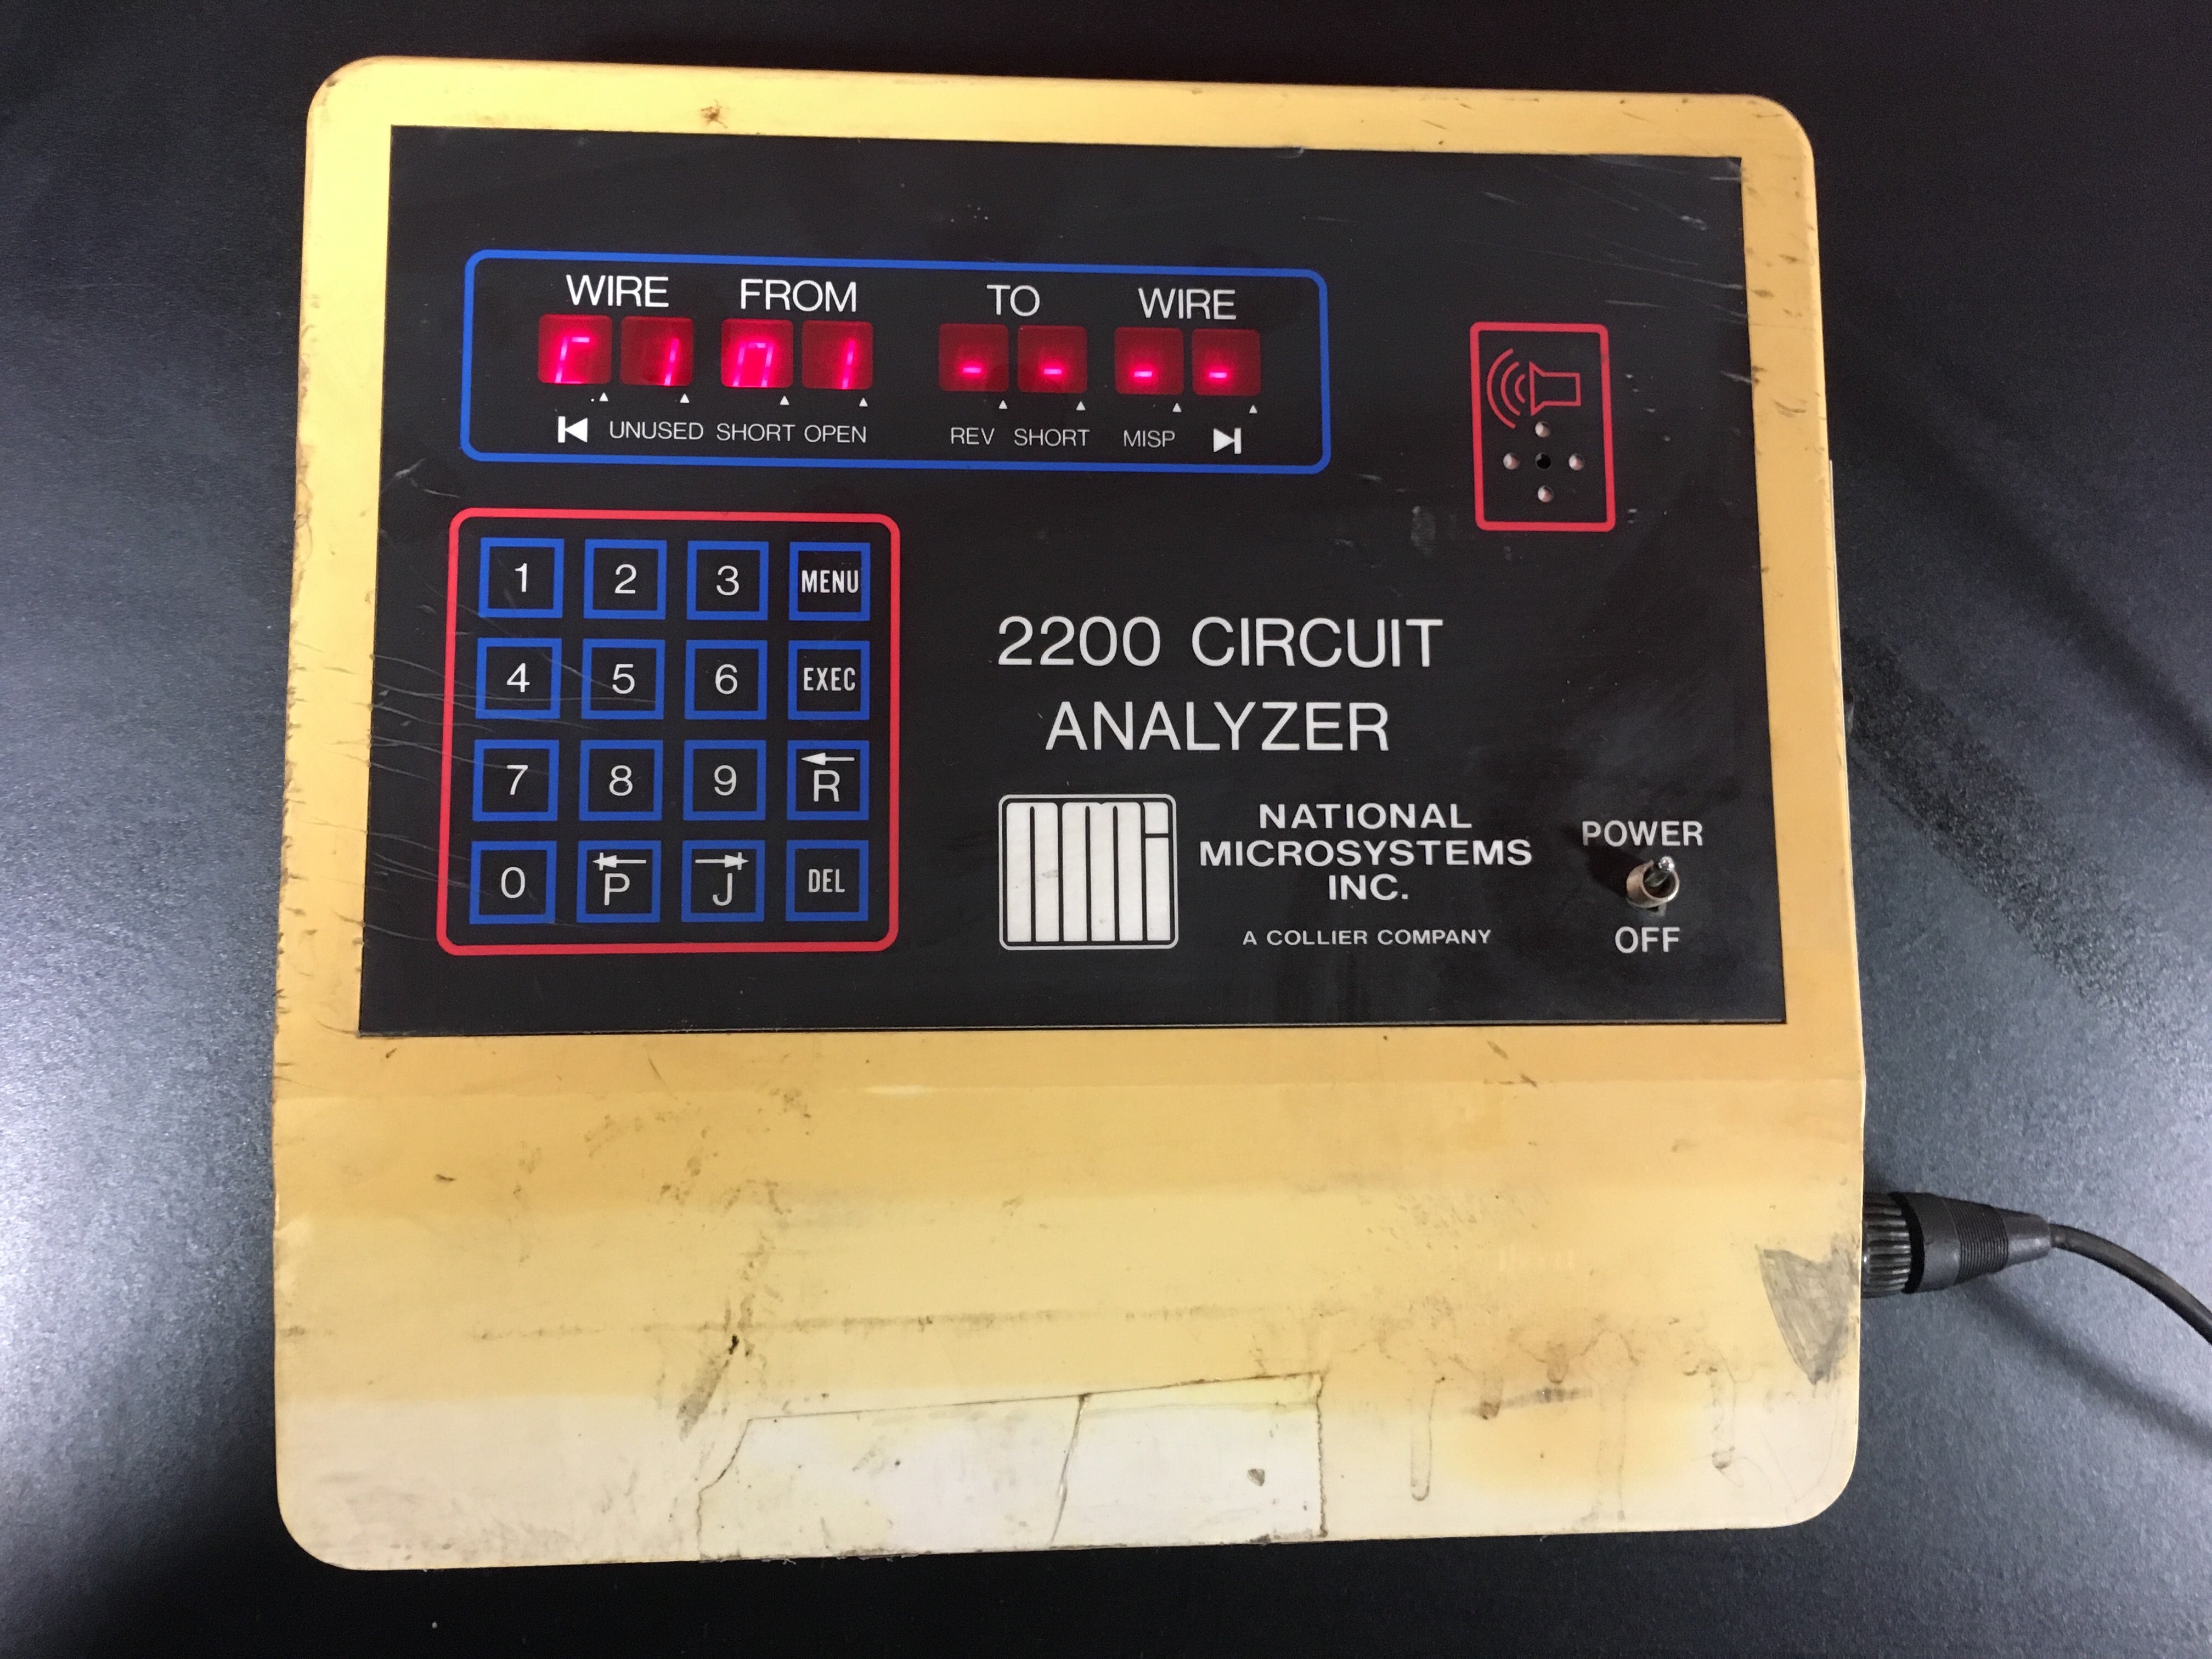 WIRE FROM TO WIRE
- - - -
UNUSED SHORT OPEN REV SHORT MISP
1 2 3 MENU
4 5 6 EXEC
7 8 9 R
0 P J DEL
2200 CIRCUIT
ANALYZER
nmi
NATIONAL
MICROSYSTEMS
INC.
A COLLIER COMPANY
POWER
OFF